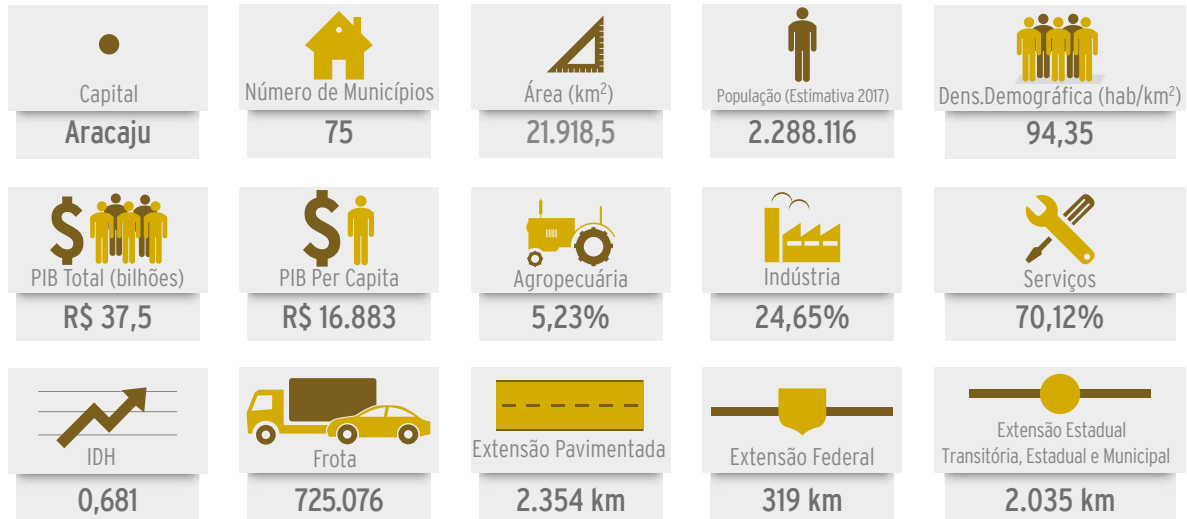 Capital
Aracaju
Número de Municípios
75
Área (km²)
21.918,5
População (Estimativa 2017)
2.288.116
Dens.Demográfica (hab/km²)
94,35
$
PIB Total (bilhões)
R$ 37,5
$
PIB Per Capita
R$ 16.883
Agropecuária
5,23%
Indústria
24,65%
Serviços
70,12%
IDH
0,681
Frota
725.076
Extensão Pavimentada
2.354 km
Extensão Federal
319 km
Extensão Estadual
Transitória, Estadual e Municipal
2.035 km